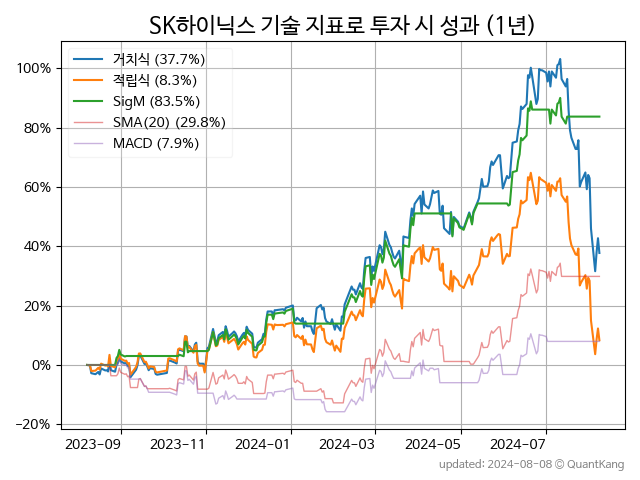 SK하이닉스 기술 지표로 투자 시 성과 (1년)
거치식 (37.7%)
적립식 (8.3%)
SigM (83.5%)
SMA(20) (29.8%)
MACD (7.9%)
100%
80%
60%
40%
20%
0%
−20%
2023-09 2023-11 2024-01 2024-03 2024-05 2024-07
updated: 2024-08-08 © QuantKang